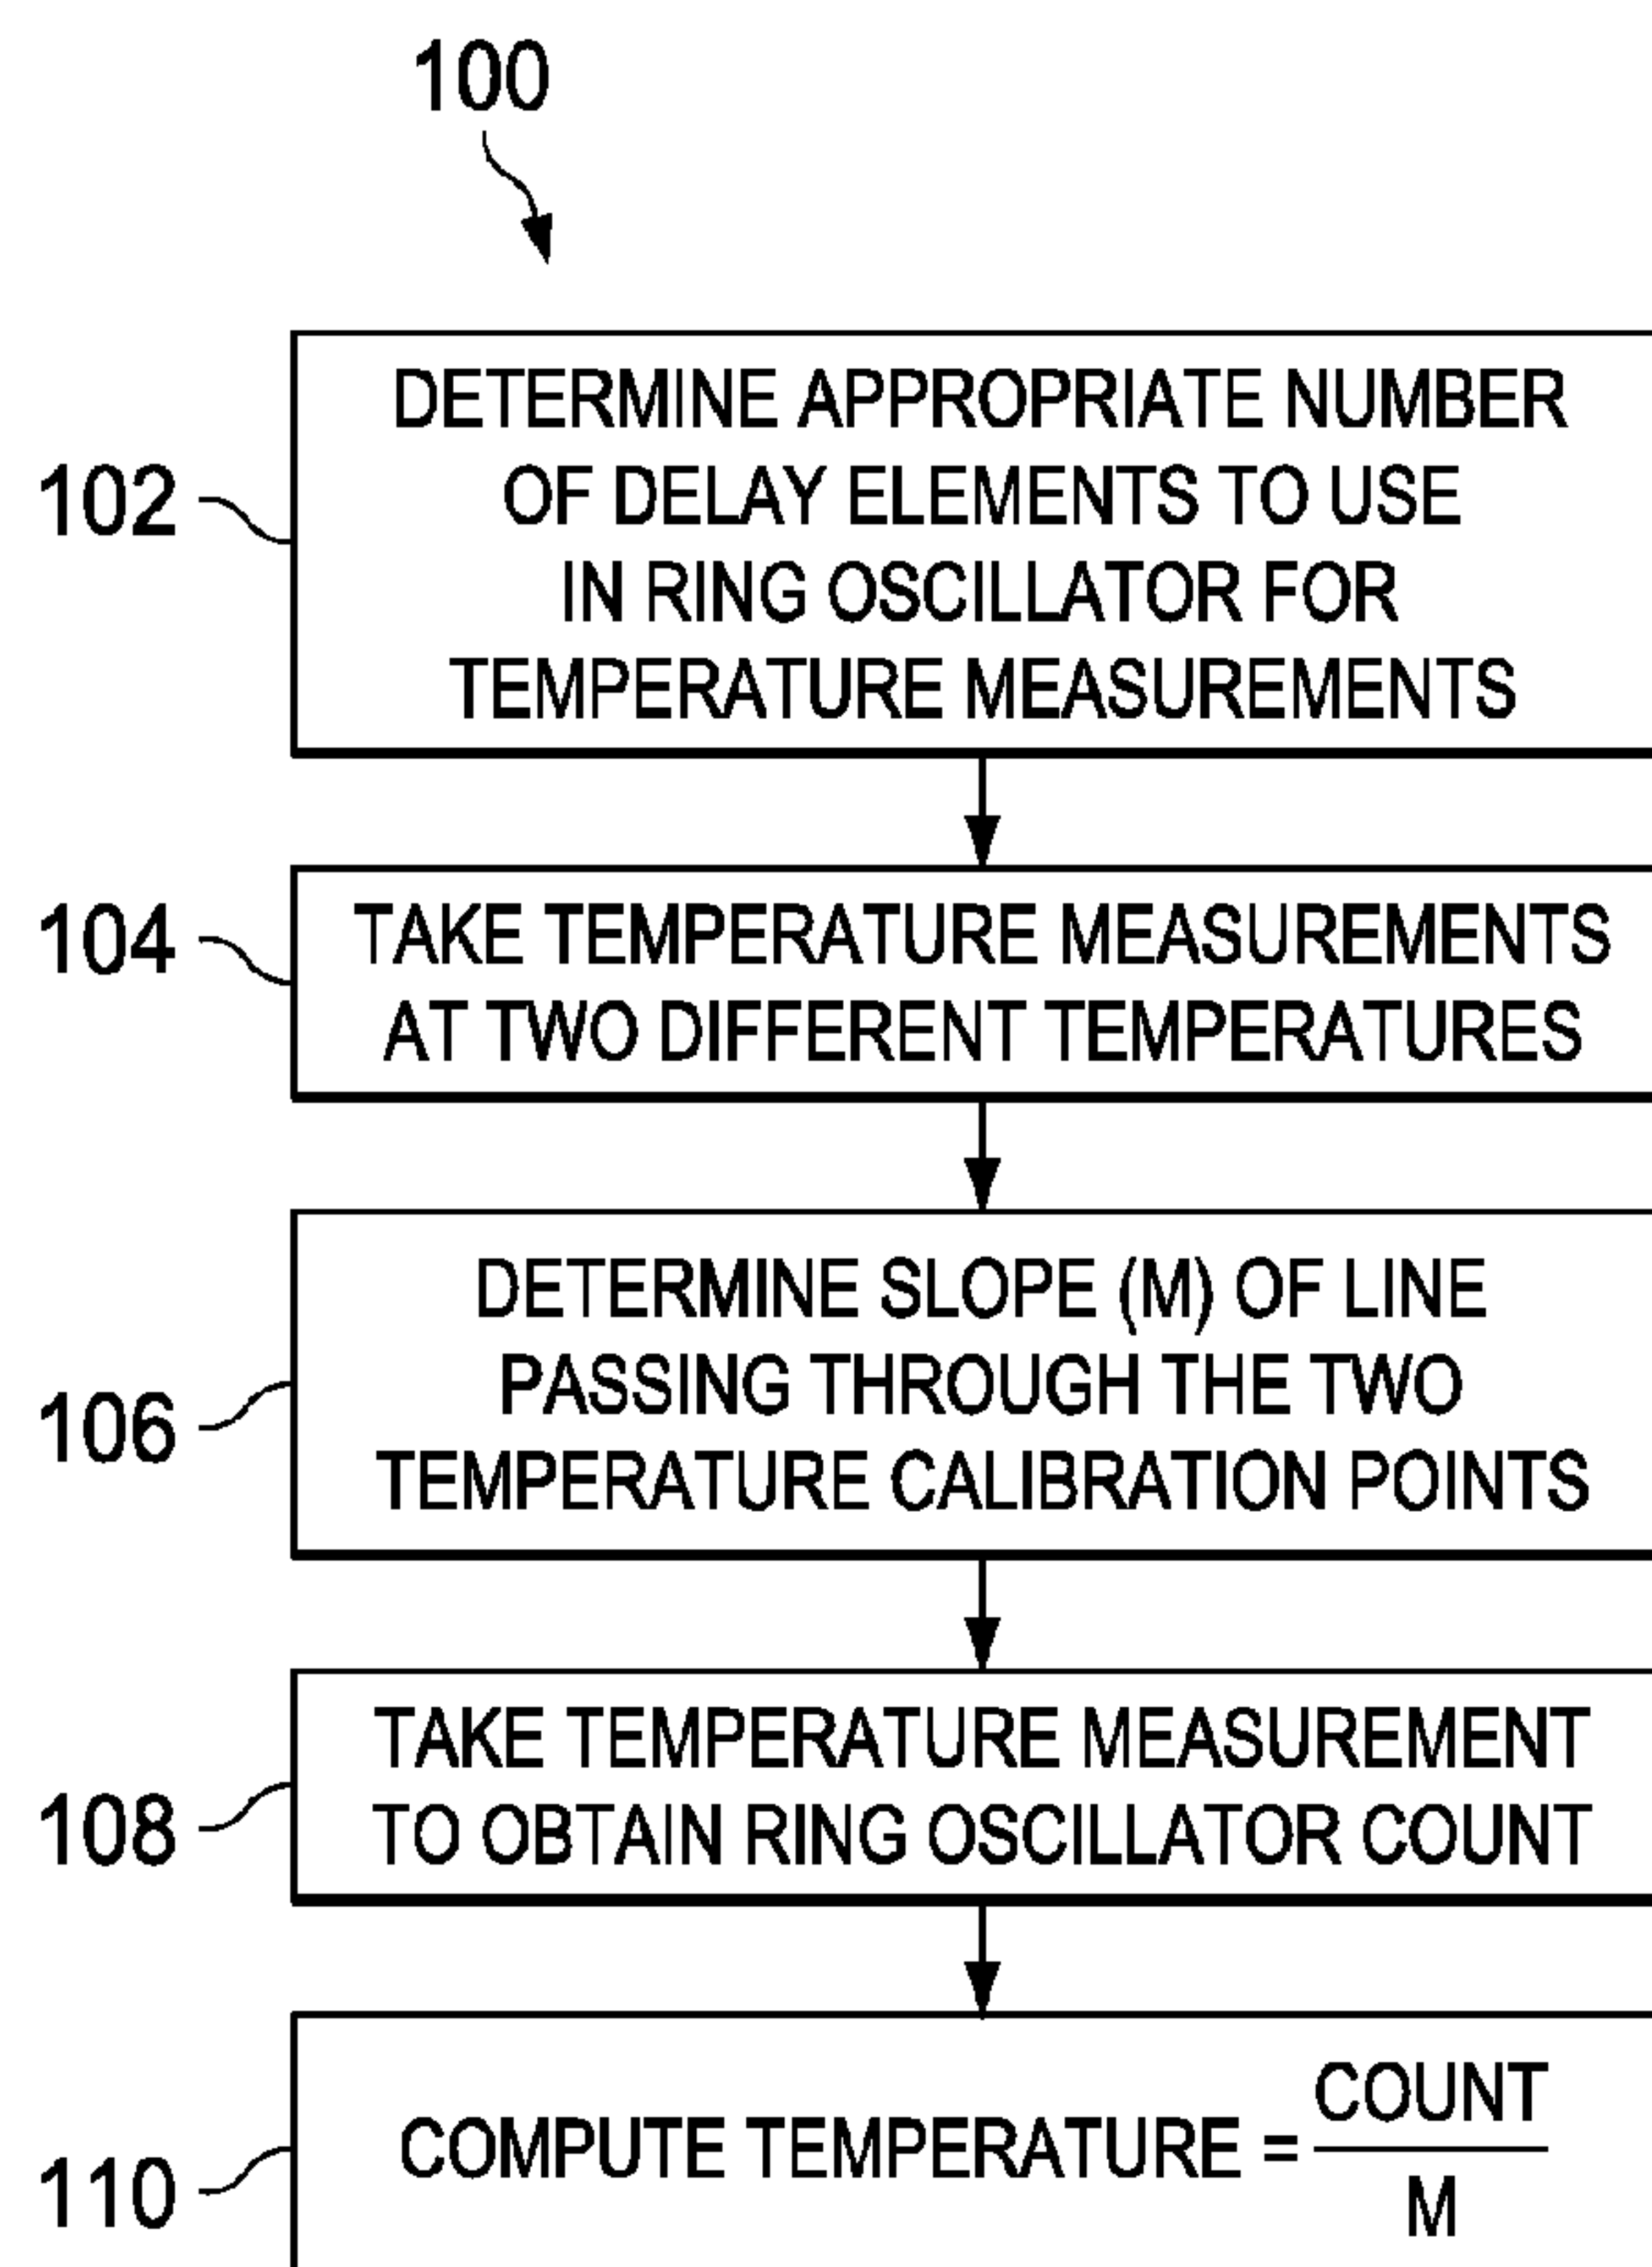 100
102
DETERMINE APPROPRIATE NUMBER
OF DELAY ELEMENTS TO USE
IN RING OSCILLATOR FOR
TEMPERATURE MEASUREMENTS
104
TAKE TEMPERATURE MEASUREMENTS
AT TWO DIFFERENT TEMPERATURES
106
DETERMINE SLOPE (M) OF LINE
PASSING THROUGH THE TWO
TEMPERATURE CALIBRATION POINTS
108
TAKE TEMPERATURE MEASUREMENT
TO OBTAIN RING OSCILLATOR COUNT
110
COMPUTE TEMPERATURE =
COUNT
M